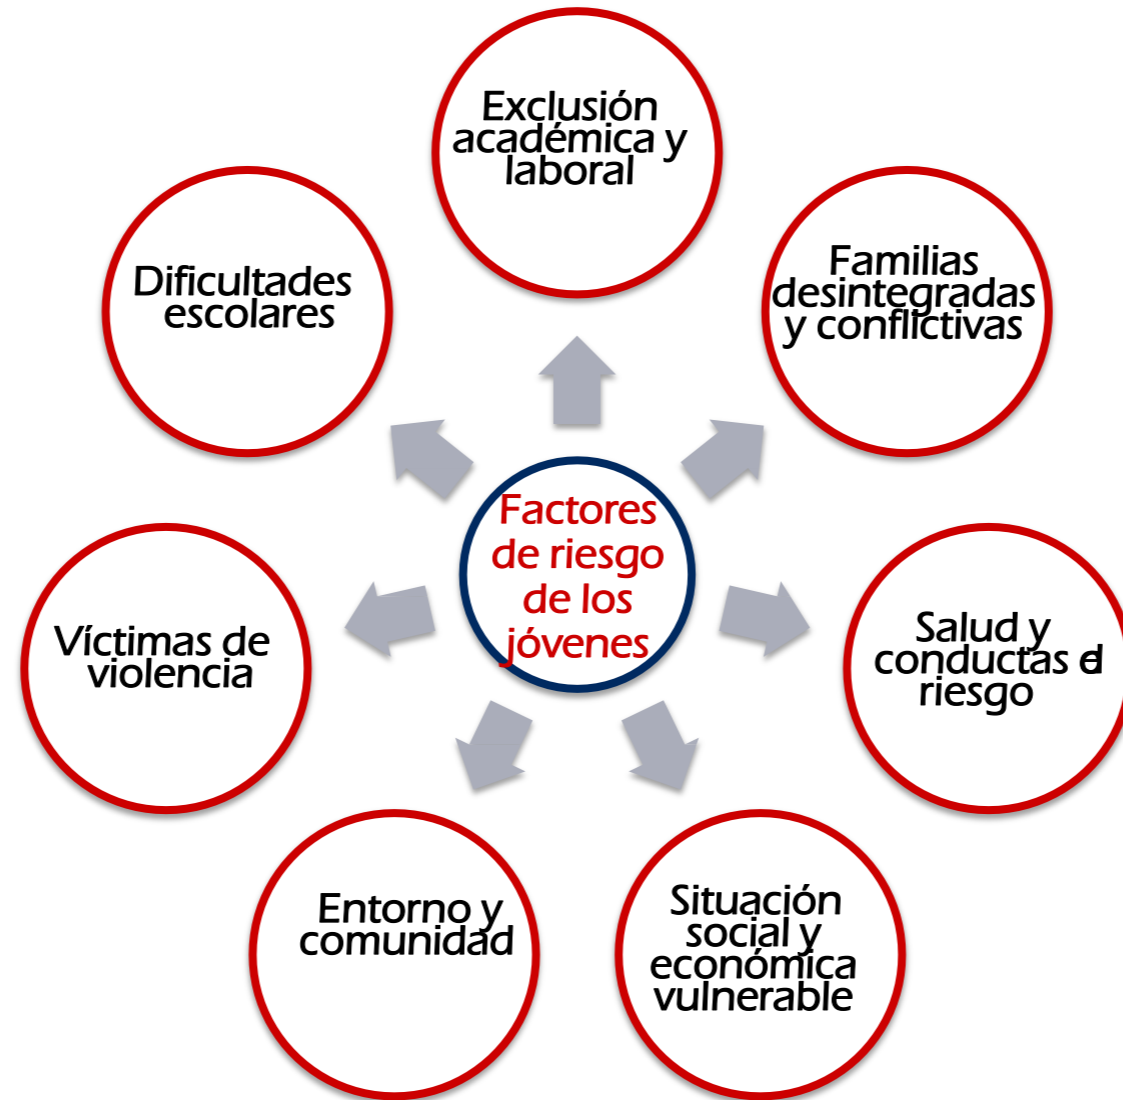 Exclusión
académica y
laboral
Familias
desintegradas
y conflictivas
Salud y
conductas de
riesgo
Situación
social y
económica
vulnerable
Entorno y
comunidad
Víctimas de
violencia
Dificultades
escolares
Factores
de riesgo
de los
jóvenes